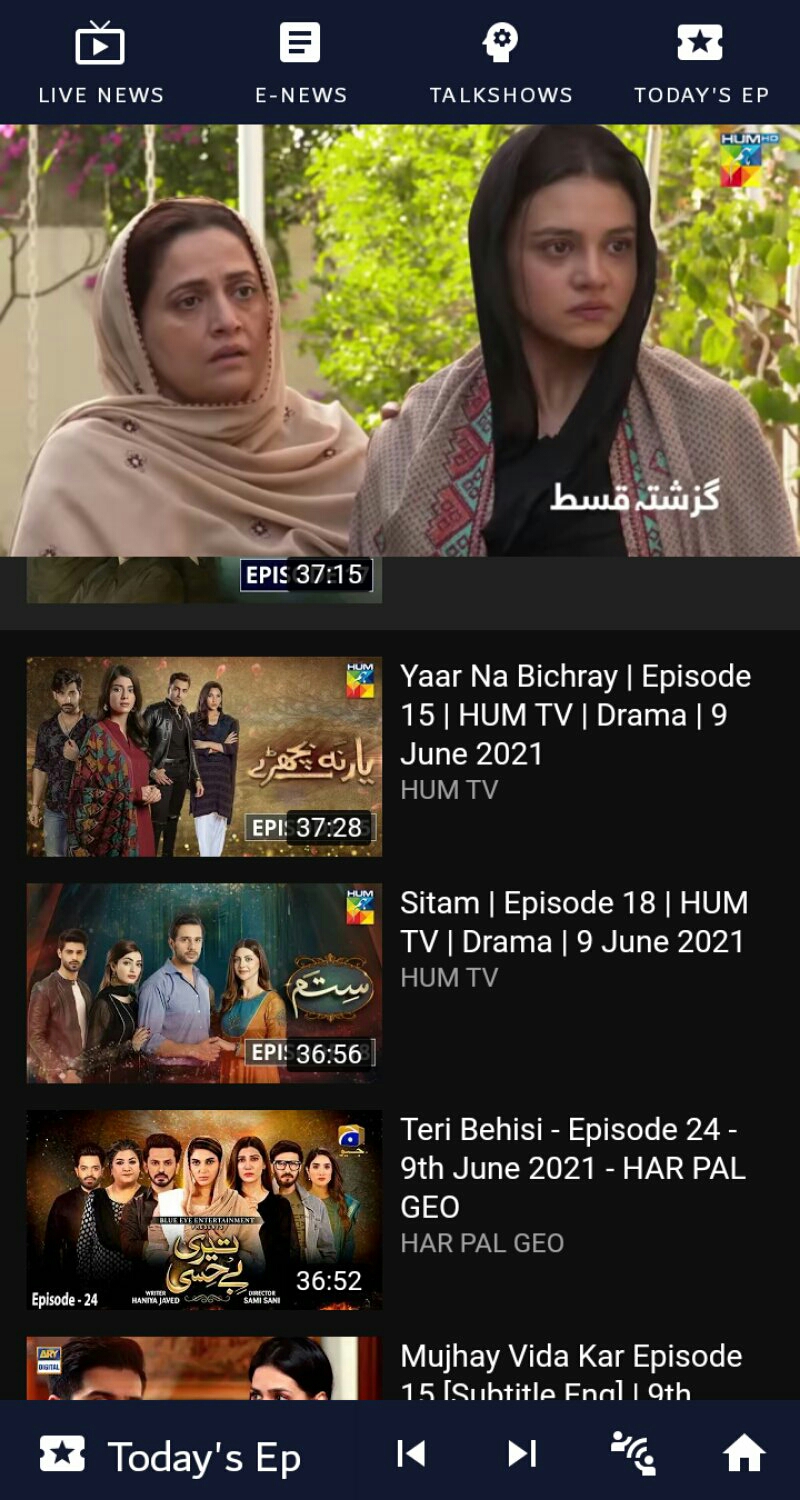 LIVE NEWS
E-NEWS
TALKSHOWS
TODAY'S EP
HUM HD
گزشتہ قسط
37:15
HUM
یار نہ بچھڑے
37:28
Yaar Na Bichray | Episode
15 | HUM TV | Drama | 9
June 2021
HUM TV
HUM
سِتم
36:56
Sitam | Episode 18 | HUM
TV | Drama | 9 June 2021
HUM TV
BLUE EYE ENTERTAINMENT
PRESENTS
تیری
بے حسی
Episode - 24
WRITER
HANIYA JAVED
DIRECTOR
SAMI SANI
36:52
Teri Behisi - Episode 24 -
9th June 2021 - HAR PAL
GEO
HAR PAL GEO
ARY
DIGITAL
Mujhay Vida Kar Episode
15 [Subtitle Eng] | 9th
Today's Ep